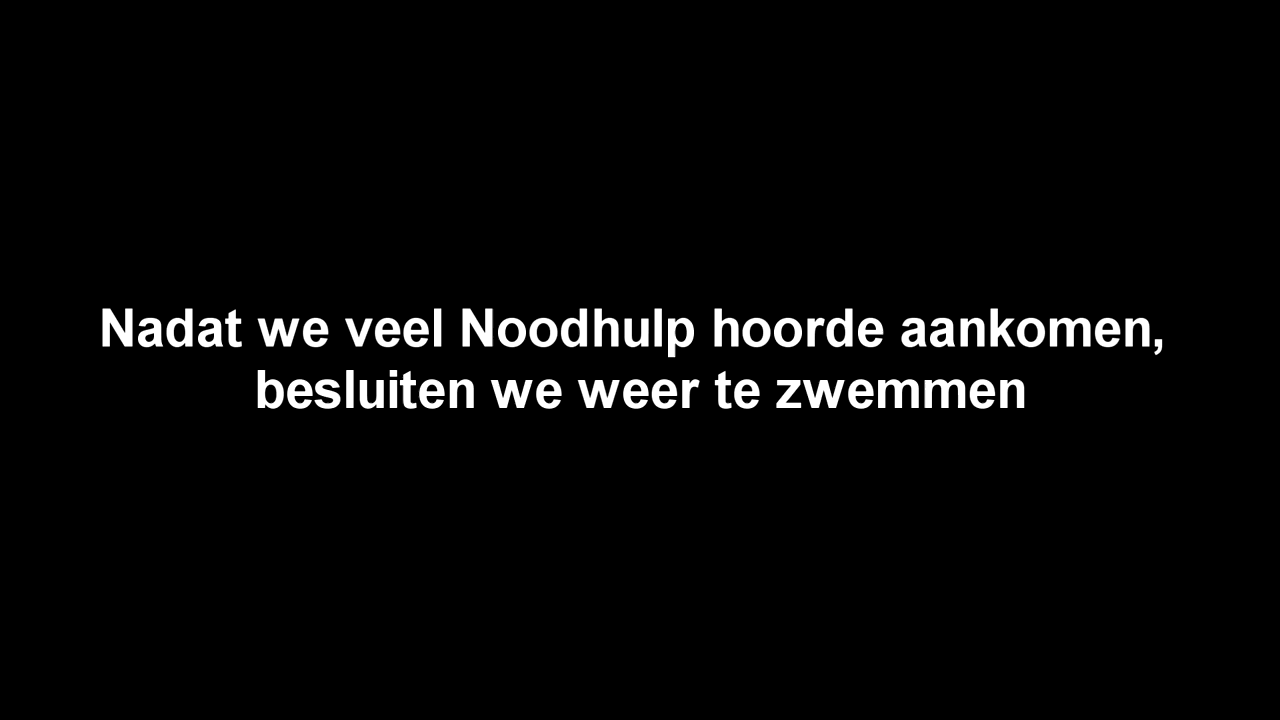 Nadat we veel Noodhulp hoorde aankomen,
besluiten we weer te zwemmen